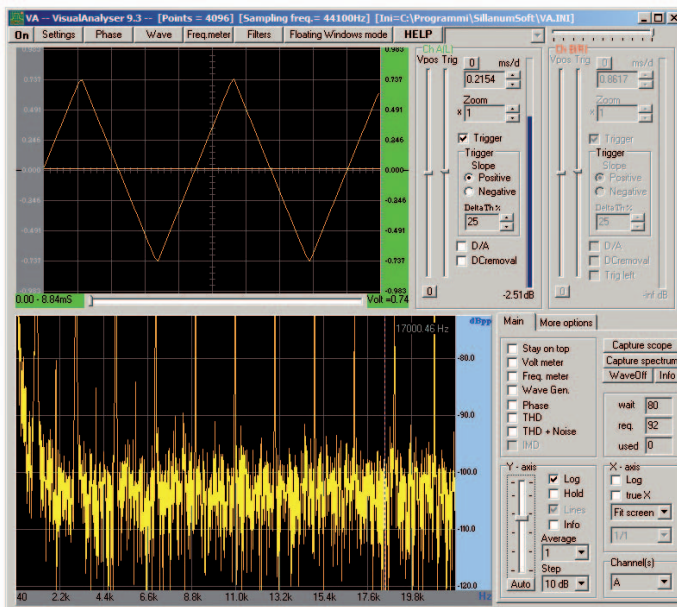 VA -- VisualAnalyser 9.3 -- [Points = 4096] [Sampling freq.= 44100Hz] [Ini=C:\Programmi\SillanumSoft\VA.INI]
On Settings Phase Wave Freq.meter Filters Floating Windows mode HELP
0.983 0.983
0.737 0.737
0.491 0.491
0.246 0.246
0.000 0.000
-0.246 -0.246
-0.491 -0.491
-0.737 -0.737
-0.983 -0.983
0.00 - 8.84mS Volt =0.74
Ch A(L)
Vpos Trig 0 ms/d
0.2154
Zoom
x 1
Trigger
Trigger
Slope
Positive
Negative
DeltaTh %
25
D/A
DCremoval
0
-2.51dB
Ch B(R)
Vpos Trig 0 ms/d
0.8617
Zoom
x 1
Trigger
Trigger
Slope
Positive
Negative
DeltaTh %
25
D/A
DCremoval
Trig left
0
-inf dB
17000.46 Hz
dBpp
-80.0
-90.0
-100.0
-110.0
-120.0
40 2.2k 4.4k 6.6k 8.8k 11.0k 13.2k 15.4k 17.6k 19.8k Hz
Main More options
Stay on top
Volt meter
Freq. meter
Wave Gen.
Phase
THD
THD + Noise
IMD
Capture scope
Capture spectrum
WaveOff Info
wait 80
req. 92
used 0
Y - axis
Log
Hold
Lines
Info
Average
1
Step
Auto 10 dB
X - axis
Log
true X
Fit screen
1/1
Channel(s)
A